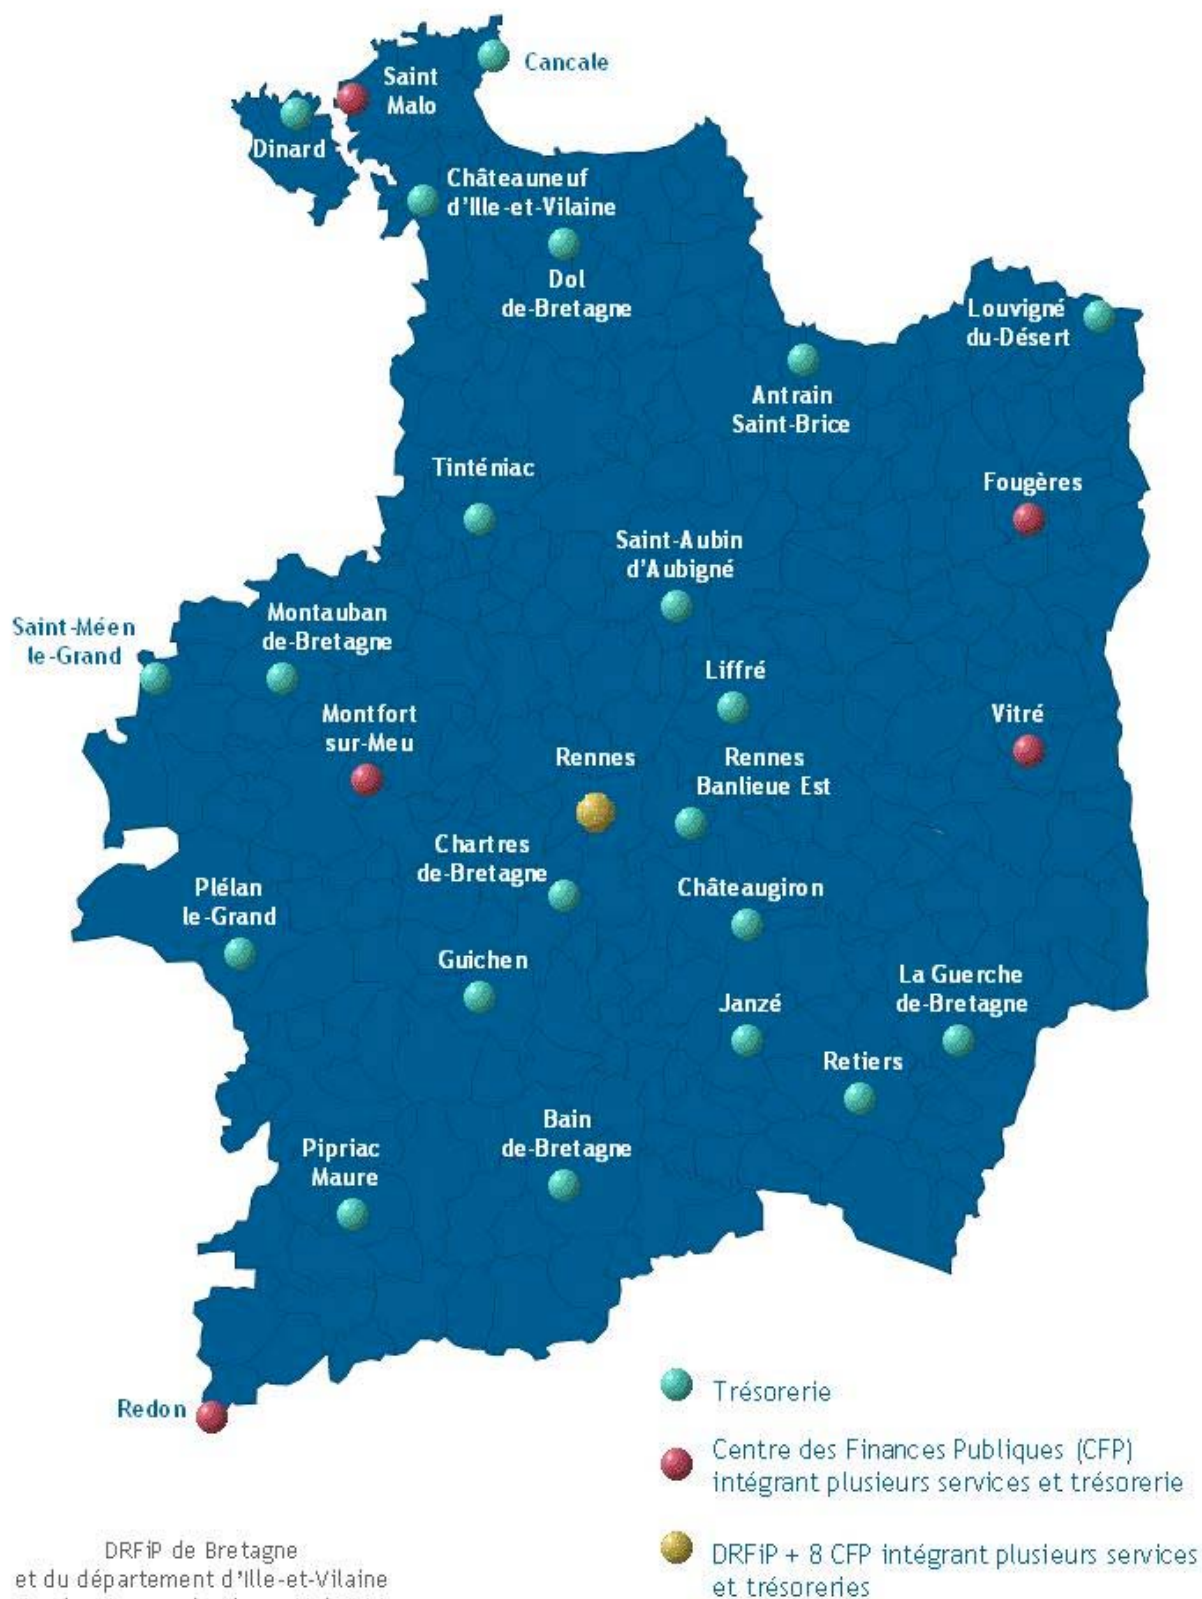 Cancale
Saint
Malo
Dinard
Châteauneuf
d'Ille-et-Vilaine
Dol
de-Bretagne
Louvigné
du-Désert
Antrain
Saint-Brice
Tinténiac
Fougères
Saint-Aubin
d'Aubigné
Saint-Méen
le-Grand
Montauban
de-Bretagne
Liffré
Montfort
sur-Meu
Vitré
Rennes
Rennes
Banlieue Est
Chartres
de-Bretagne
Plélan
le-Grand
Châteaugiron
Guichen
La Guerche
de-Bretagne
Janzé
Retiers
Bain
de-Bretagne
Pipriac
Maure
Redon
Trésorerie
Centre des Finances Publiques (CFP)
intégrant plusieurs services et trésorerie
DRFiP + 8 CFP intégrant plusieurs services
et trésoreries
DRFiP de Bretagne
et du département d'Ille-et-Vilaine